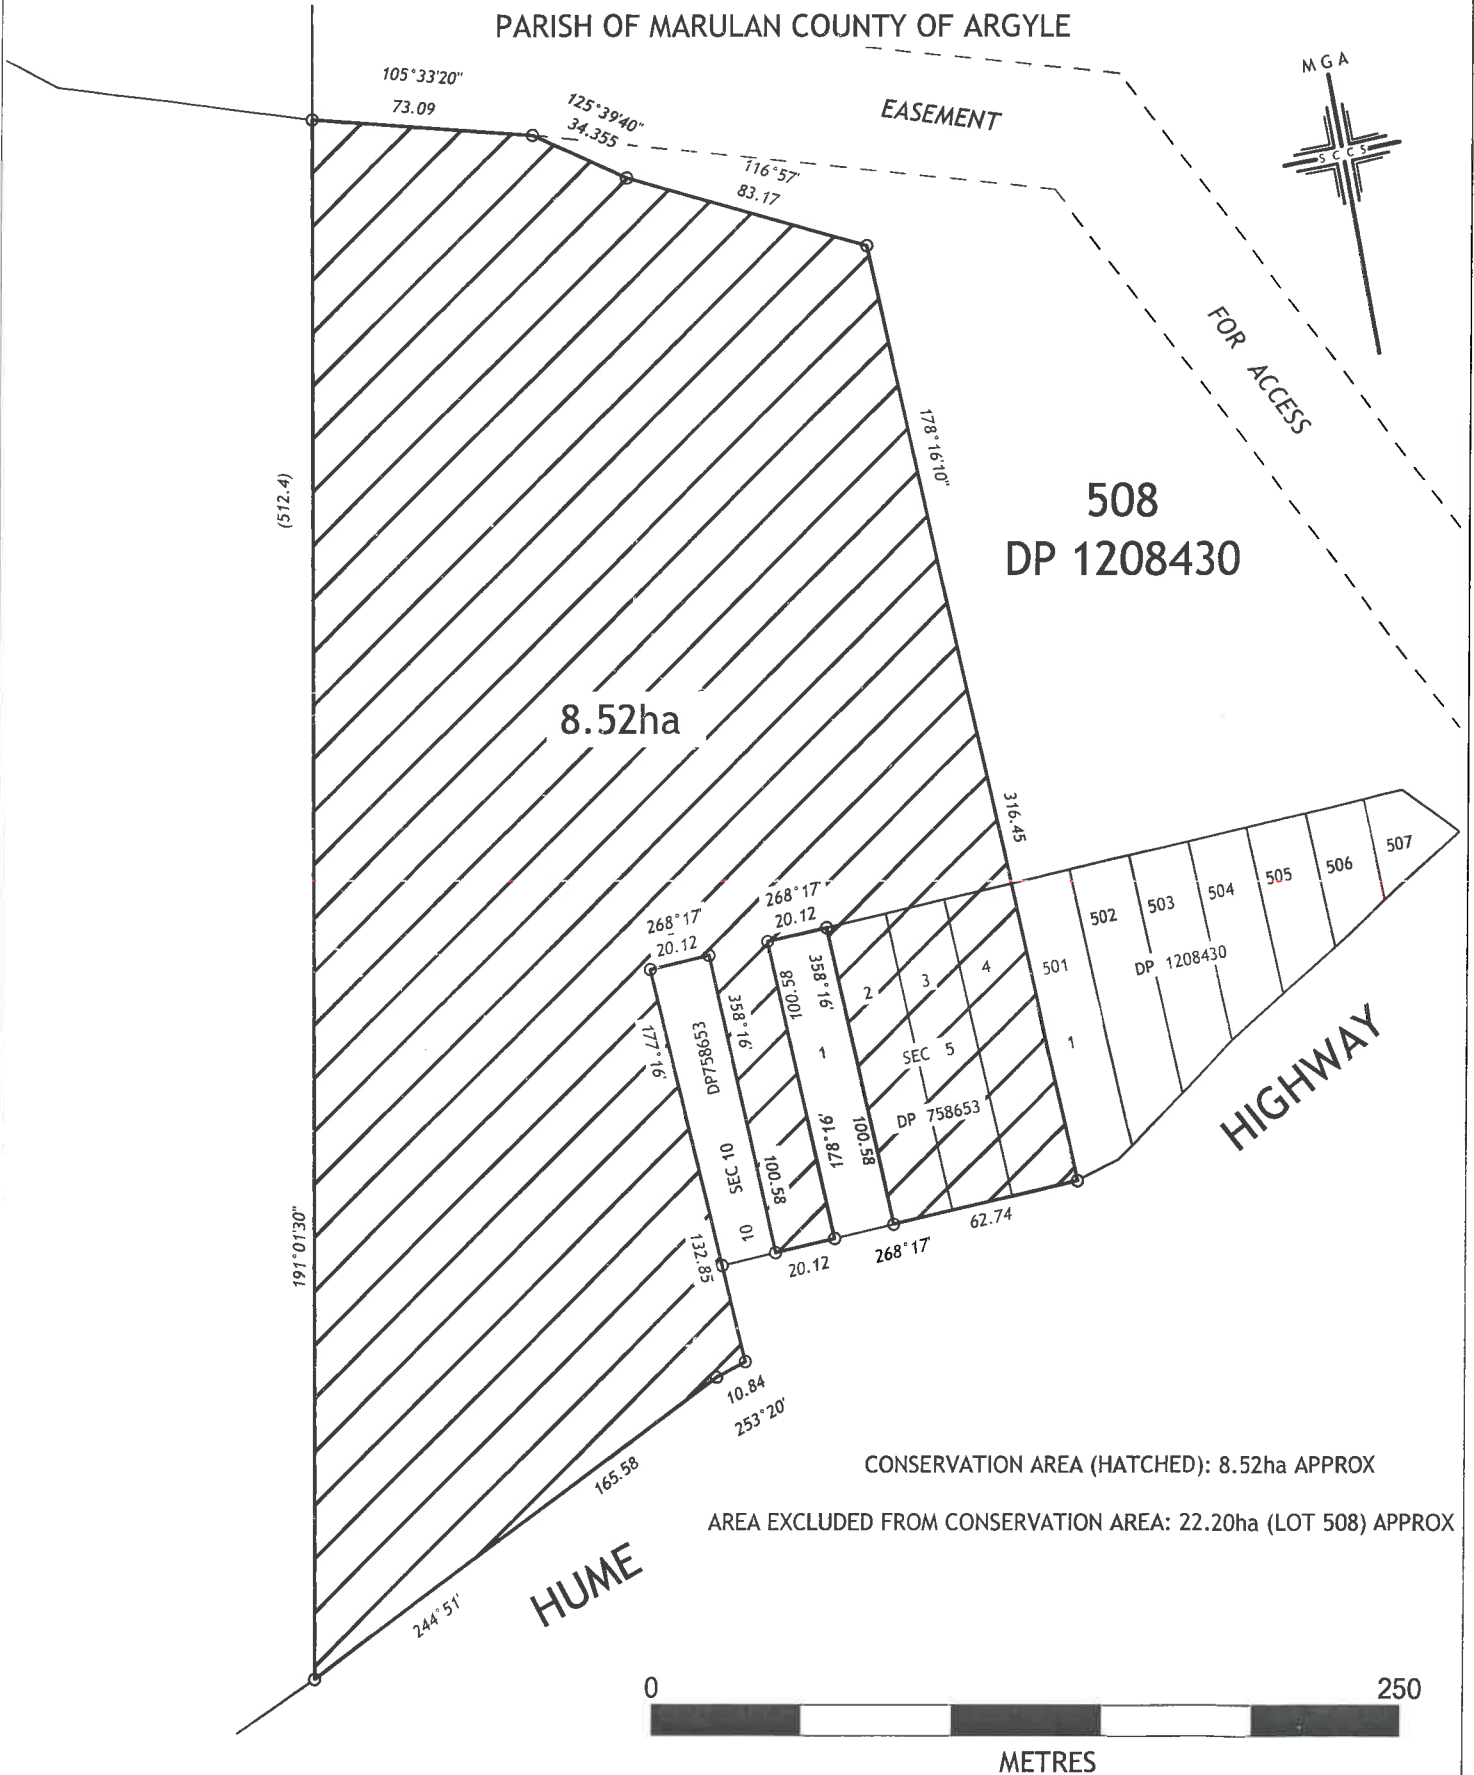 PARISH OF MARULAN COUNTY OF ARGYLE
MGA
SCCS
105°33'20"
73.09
125°39'40"
34.355
116°57'
83.17
EASEMENT
FOR ACCESS
178°16'10"
(512.4)
508
DP 1208430
8.52ha
316.45
507
506
505
504
503
502
501
DP 1208430
1
268°17'
20.12
268°17'
20.12
358°16'
100.58
2
3
4
SEC 5
DP 758653
1
178°16'
100.58
358°16'
177°16'
DP758653
SEC 10
10
100.58
132.85
20.12
268°17'
62.74
191°01'30"
10.84
253°20'
165.58
244°51'
HUME
HIGHWAY
CONSERVATION AREA (HATCHED): 8.52ha APPROX
AREA EXCLUDED FROM CONSERVATION AREA: 22.20ha (LOT 508) APPROX
0
250
METRES